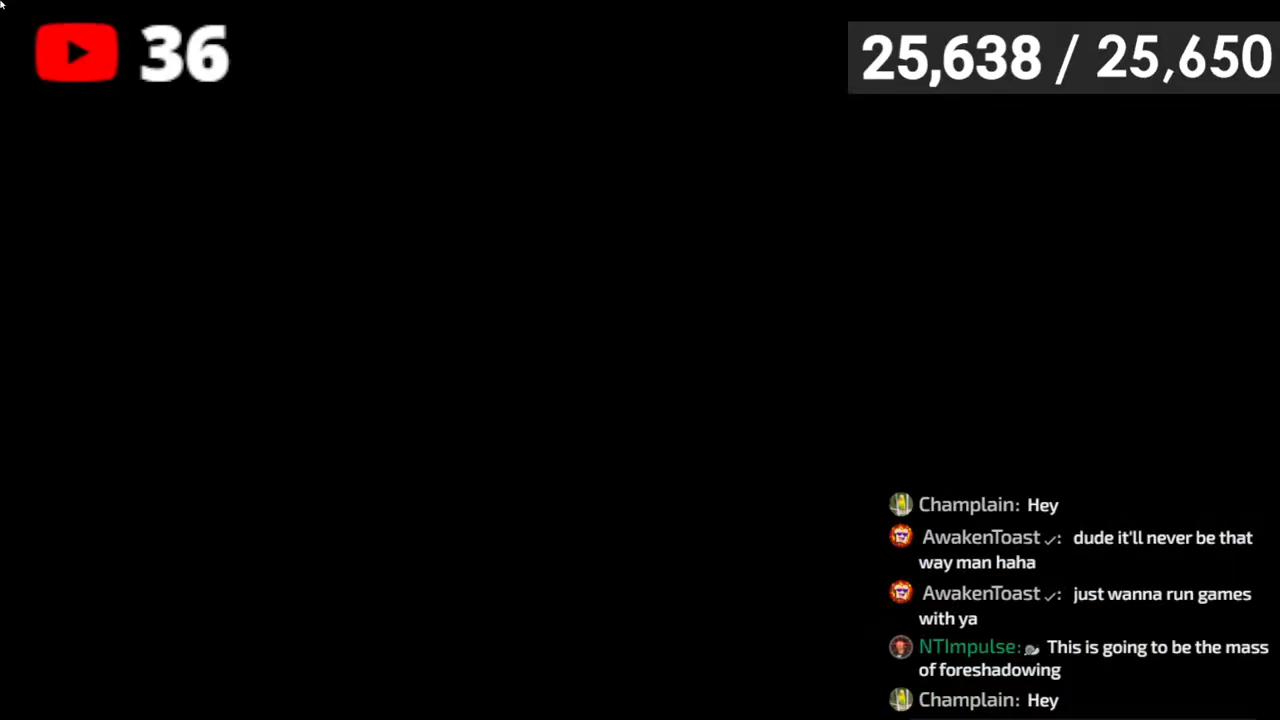 36
25,638 / 25,650
Champlain: Hey
AwakenToast: dude it'll never be that
way man haha
AwakenToast: just wanna run games
with ya
NTImpulse: This is going to be the mass
of foreshadowing
Champlain: Hey